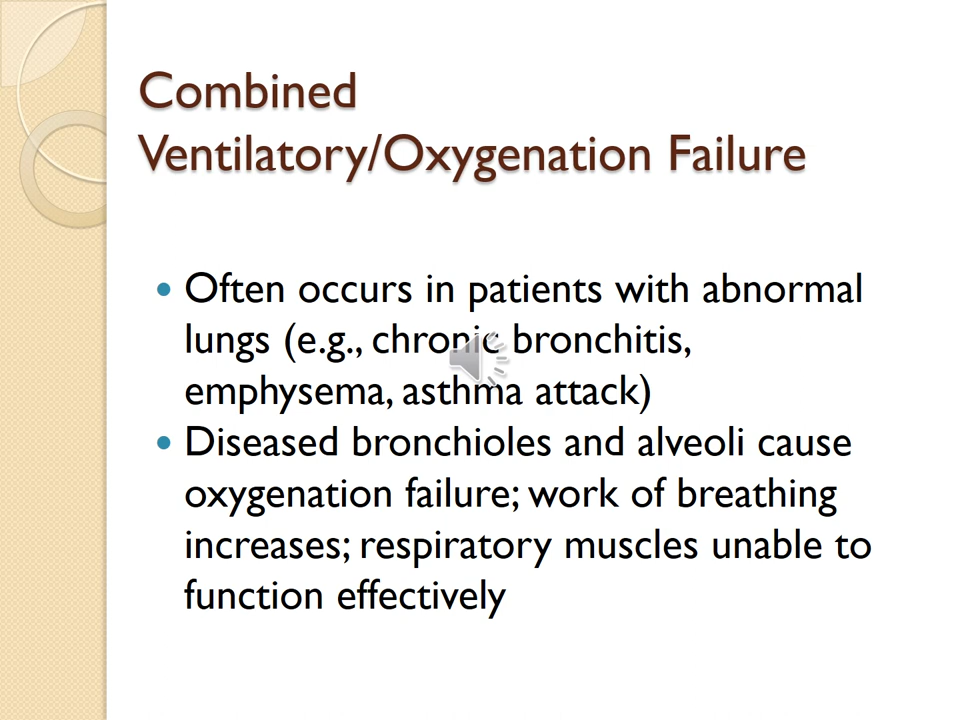 Combined
Ventilatory/Oxygenation Failure
• Often occurs in patients with abnormal
lungs (e.g., chronic bronchitis,
emphysema, asthma attack)
• Diseased bronchioles and alveoli cause
oxygenation failure; work of breathing
increases; respiratory muscles unable to
function effectively